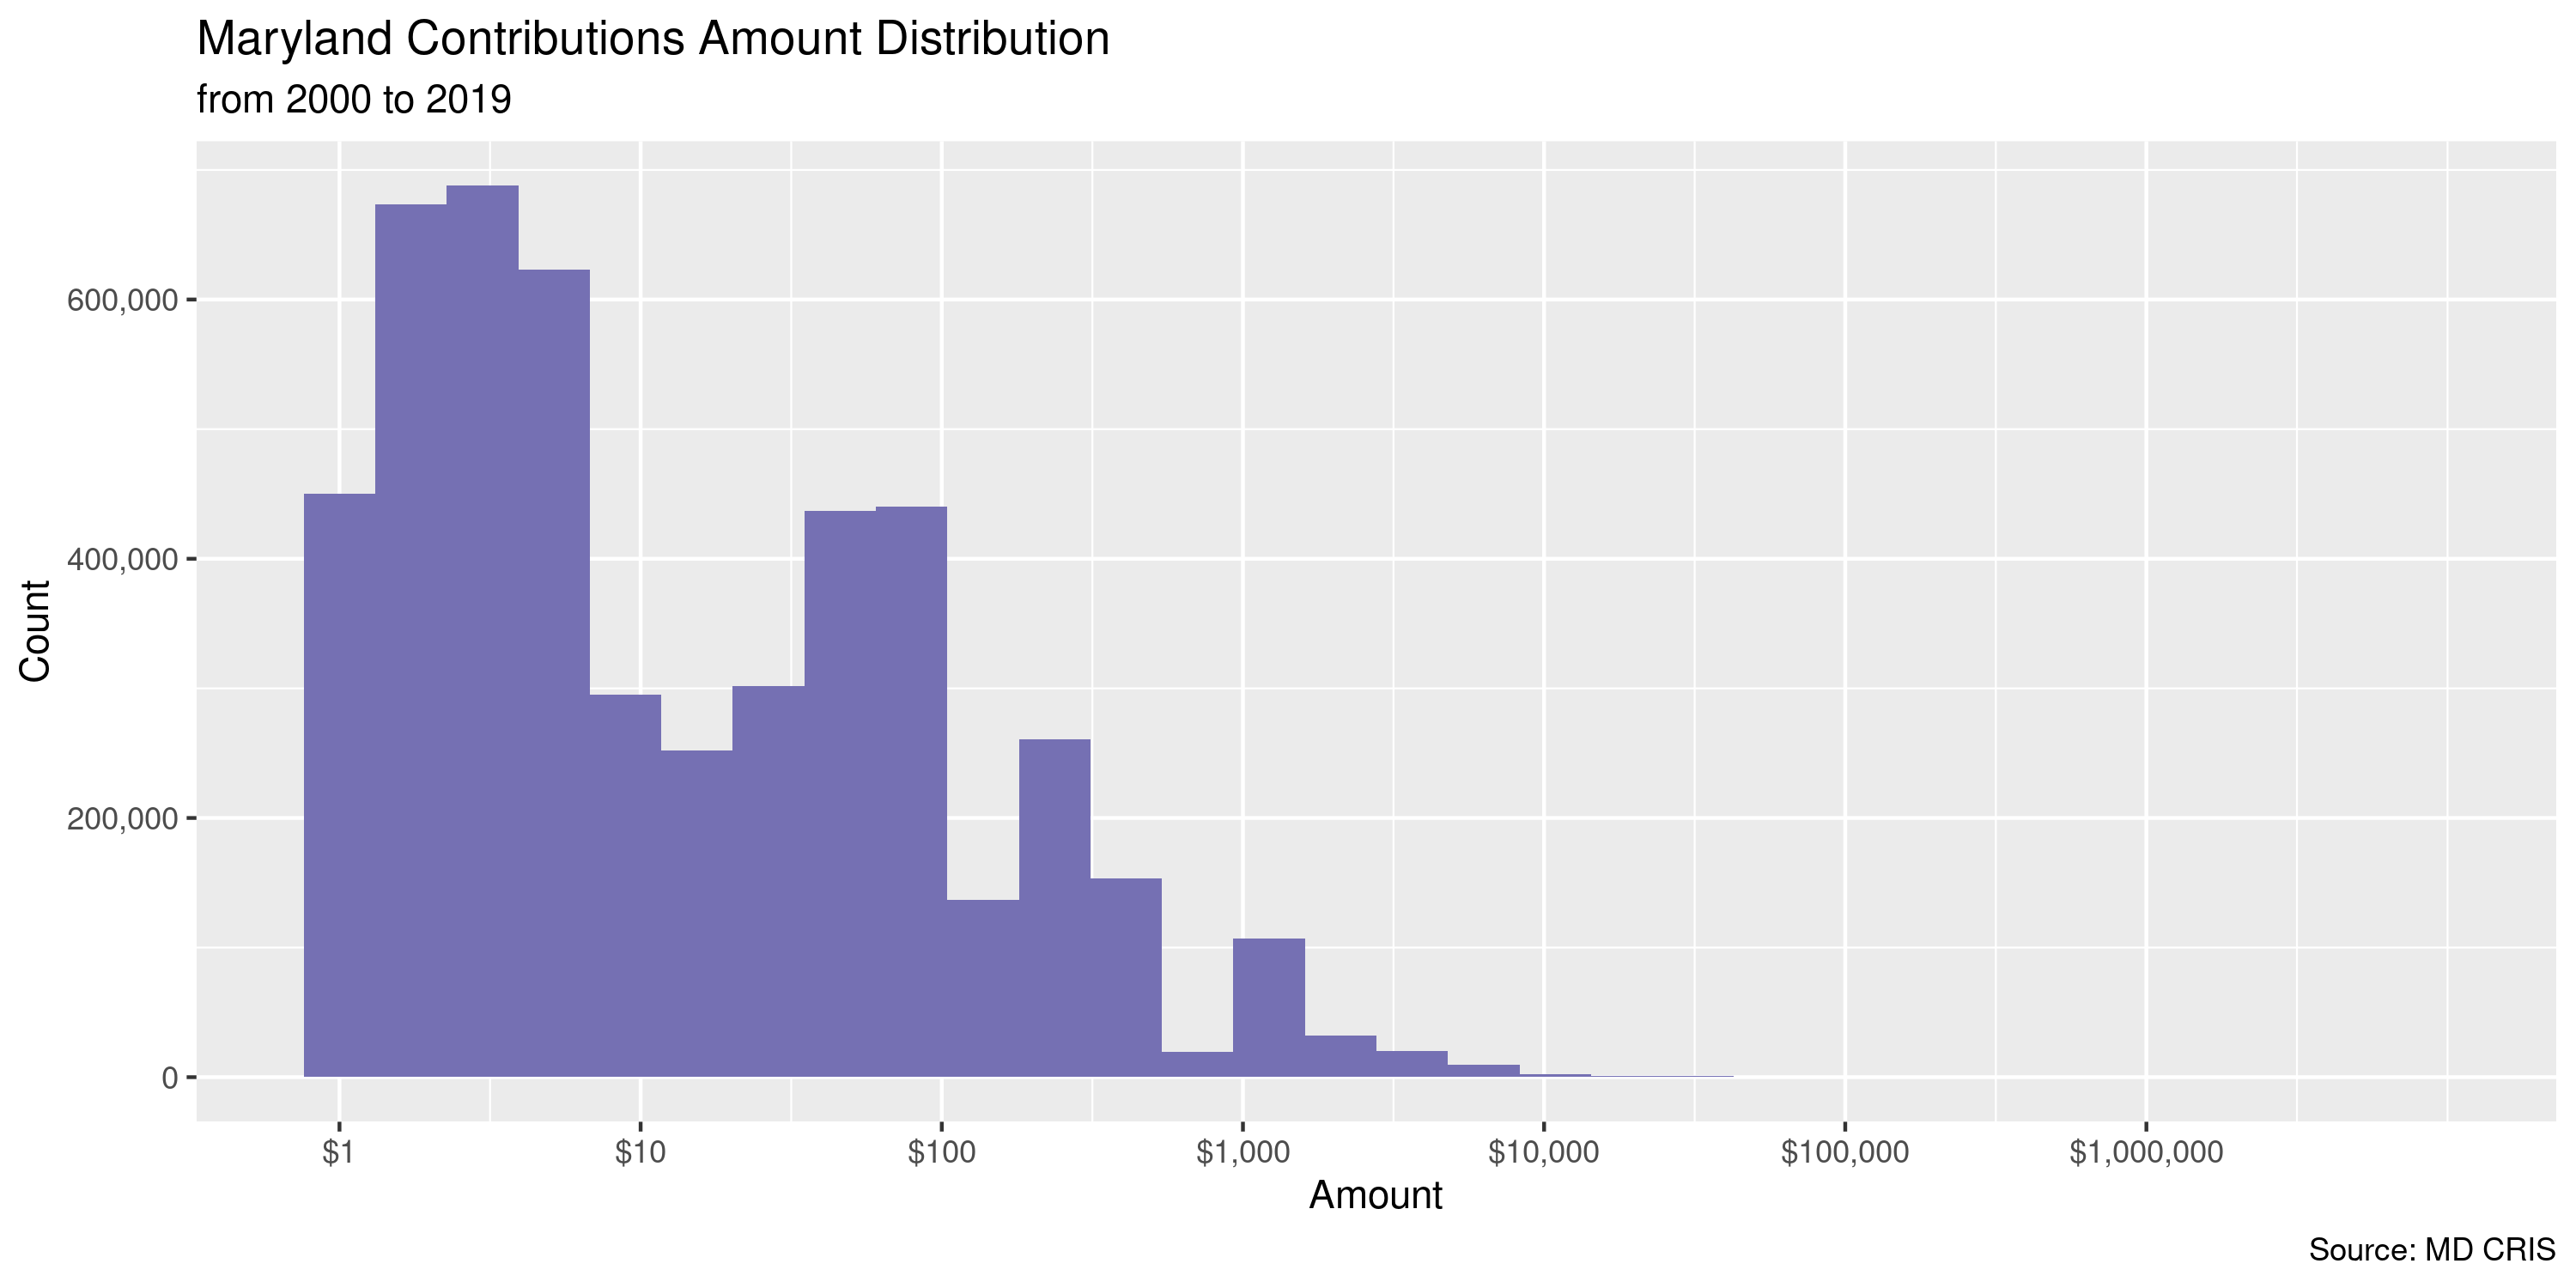 Maryland Contributions Amount Distribution
from 2000 to 2019
Count
600,000
400,000
200,000
0
$1 $10 $100 $1,000 $10,000 $100,000 $1,000,000
Amount
Source: MD CRIS